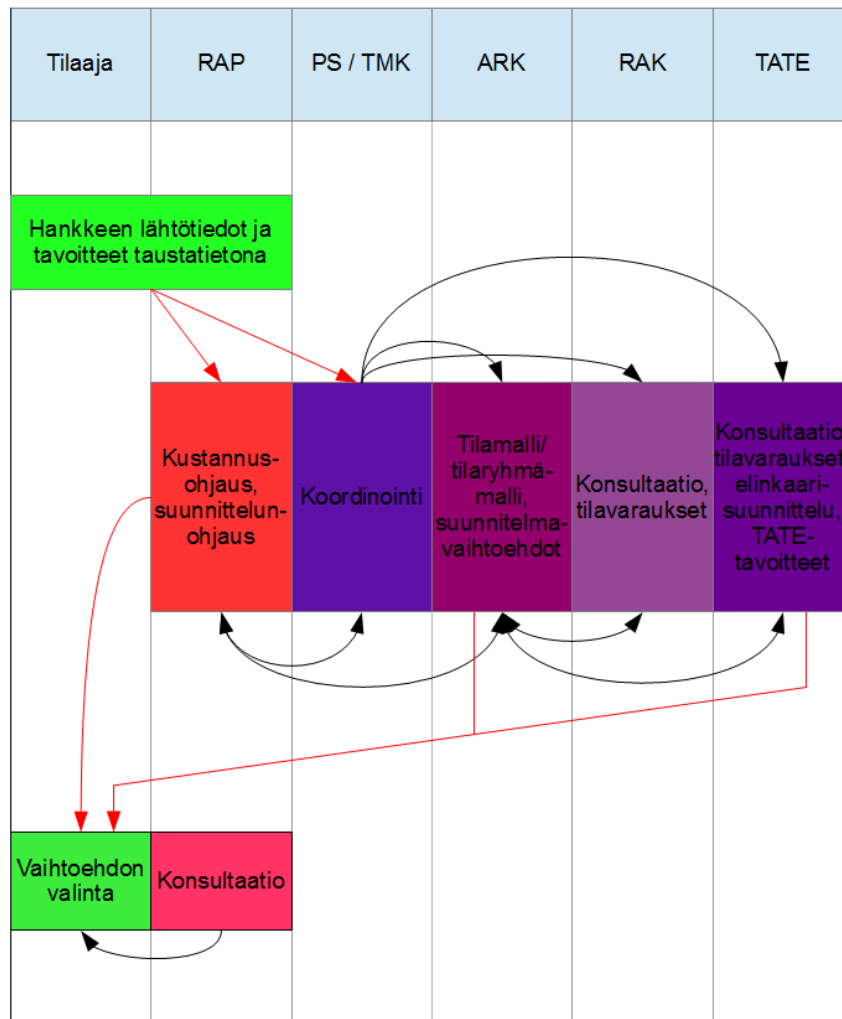 Tilaaja
RAP
PS / TMK
ARK
RAK
TATE
Hankkeen lähtötiedot ja
tavoitteet taustatietona
Kustannus-
ohjaus,
suunnittelun-
ohjaus
Koordinointi
Tilamalli/
tilaryhmä-
malli,
suunnitelma-
vaihtoehdot
Konsultaatio,
tilavaraukset
Konsultaatio
tilavaraukset
elinkaari-
suunnittelu,
TATE-
tavoitteet
Vaihtoehdon
valinta
Konsultaatio